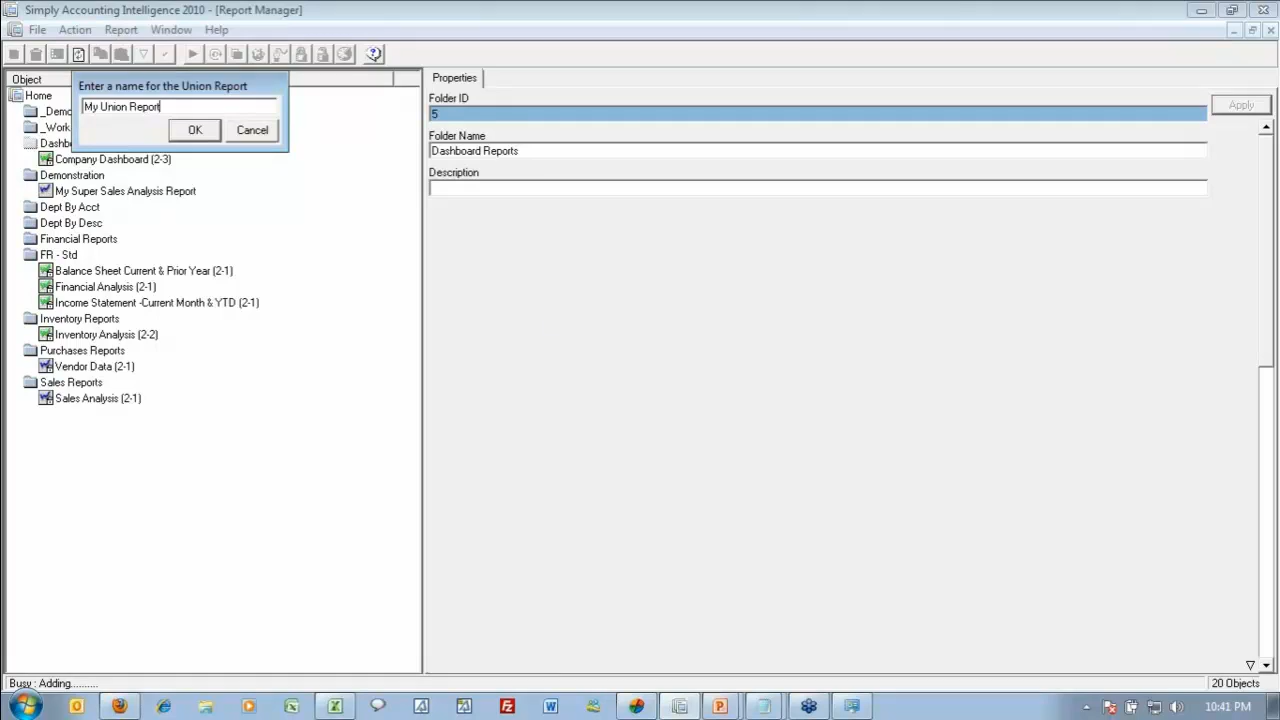 Simply Accounting Intelligence 2010 - [Report Manager]
File Action Report Window Help
Object
Enter a name for the Union Report
My Union Report
OK Cancel
Home
Company Dashboard (2-3)
Demonstration
My Super Sales Analysis Report
Dept By Acct
Dept By Desc
Financial Reports
FR - Std
Balance Sheet Current & Prior Year (2-1)
Financial Analysis (2-1)
Income Statement -Current Month & YTD (2-1)
Inventory Reports
Inventory Analysis (2-2)
Purchases Reports
Vendor Data (2-1)
Sales Reports
Sales Analysis (2-1)
Properties
Folder ID
5
Apply
Folder Name
Dashboard Reports
Description
Busy : Adding..........
20 Objects
10:41 PM